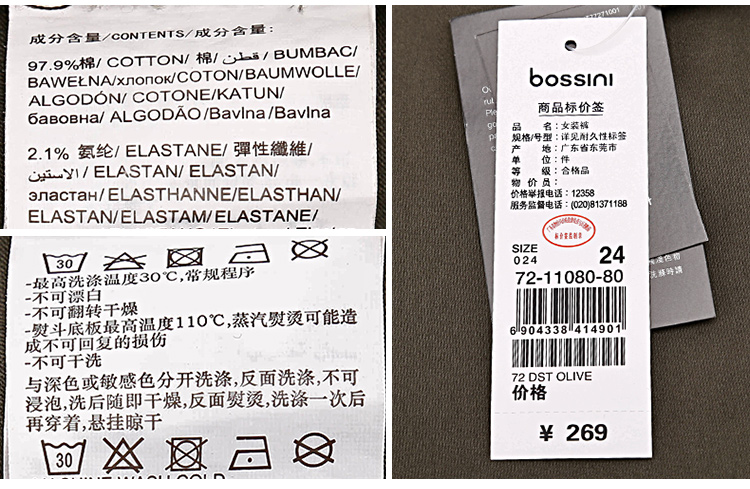 成分含量/CONTENTS/成分含量/
97.9%棉/ COTTON/ 棉/ قطن / BUMBAC/
BAWEŁNA/хлопок/COTON/BAUMWOLLE/
ALGODÓN/ COTONE/KATUN/
бавовна/ ALGODÃO/Bavlna/Bavlna
2.1% 氨纶/ ELASTANE/ 彈性纖維/
الاستين/ ELASTAN/ ELASTAN/
эластан/ELASTHANNE/ELASTHAN/
ELASTAN/ELASTAM/ELASTANE/
30
-最高洗涤温度30℃,常规程序
-不可漂白
-不可翻转干燥
-熨斗底板最高温度110℃,蒸汽熨烫可能造
成不可回复的损伤
-不可干洗
与深色或敏感色分开洗涤,反面洗涤,不可
浸泡,洗后随即干燥,反面熨烫,洗涤一次后
再穿着,悬挂晾干
30
MACHINE WASH COLD
577271001
bossini
商品标价签
品 名:女装裤
规格/号型:详见耐久性标签
产 地:广东省东莞市
单 位:件
等 级:合格品
物 价 员:
价格举报电话:12358
服务监督电话:(020)81371188
SIZE
024
24
72-11080-80
6 904338 414901
72 DST OLIVE
价格
¥ 269